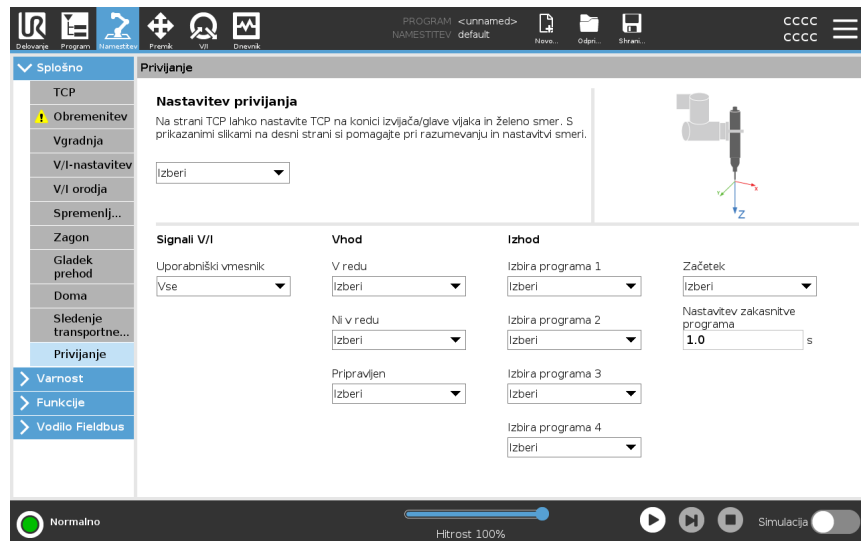 PROGRAM <unnamed>
NAMESTITEV default
Delovanje
Program
Namestitev
Premik
V/I
Dnevnik
Novo...
Odpri...
Shrani...
CCCC
CCCC
Splošno
TCP
Obremenitev
Vgradnja
V/I-nastavitev
V/I orodja
Spremenlj...
Zagon
Gladek
prehod
Doma
Sledenje
transportne...
Privijanje
Varnost
Funkcije
Vodilo Fieldbus
Privijanje
Nastavitev privijanja
Na strani TCP lahko nastavite TCP na konici izvijača/glave vijaka in želeno smer. S
prikazanimi slikami na desni strani si pomagajte pri razumevanju in nastavitvi smeri.
Izberi
Y
X
Z
Signali V/I
Uporabniški vmesnik
Vse
Vhod
V redu
Izberi
Ni v redu
Izberi
Pripravljen
Izberi
Izhod
Izbira programa 1
Izberi
Izbira programa 2
Izberi
Izbira programa 3
Izberi
Izbira programa 4
Izberi
Začetek
Izberi
Nastavitev zakasnitve
programa
1.0 s
Normalno
Hitrost 100%
Simulacija